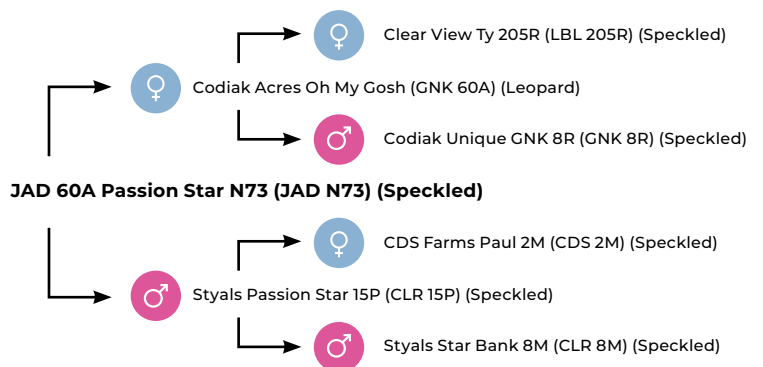 Clear View Ty 205R (LBL 205R) (Speckled)
Codiak Acres Oh My Gosh (GNK 60A) (Leopard)
Codiak Unique GNK 8R (GNK 8R) (Speckled)
JAD 60A Passion Star N73 (JAD N73) (Speckled)
CDS Farms Paul 2M (CDS 2M) (Speckled)
Styals Passion Star 15P (CLR 15P) (Speckled)
Styals Star Bank 8M (CLR 8M) (Speckled)